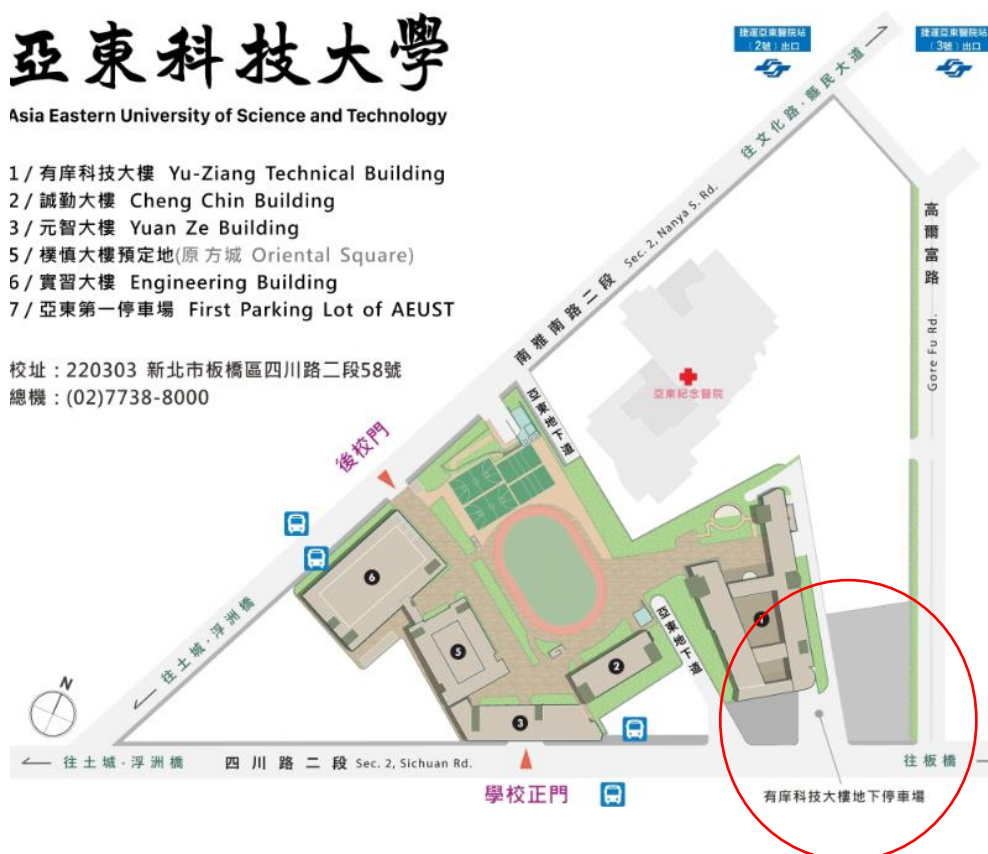 亞東科技大學
Asia Eastern University of Science and Technology
1 / 有庠科技大樓 Yu-Ziang Technical Building
2 / 誠勤大樓 Cheng Chin Building
3 / 元智大樓 Yuan Ze Building
5 / 樸慎大樓預定地(原 方城 Oriental Square)
6 / 實習大樓 Engineering Building
7 / 亞東第一停車場 First Parking Lot of AEUST
校址：220303 新北市板橋區四川路二段58號
總機：(02)7738-8000
捷運亞東醫院站
（2號）出口
捷運亞東醫院站
（3號）出口
往文化路・縣民大道
南雅南路二段 Sec. 2, Nanya S. Rd.
高爾富路 Gore Fu Rd.
亞東紀念醫院
亞東地下道
後校門
6
1
5
2
3
亞東地下道
往土城・浮洲橋
N
往土城・浮洲橋
四川路二段 Sec. 2, Sichuan Rd.
往板橋
學校正門
有庠科技大樓地下停車場